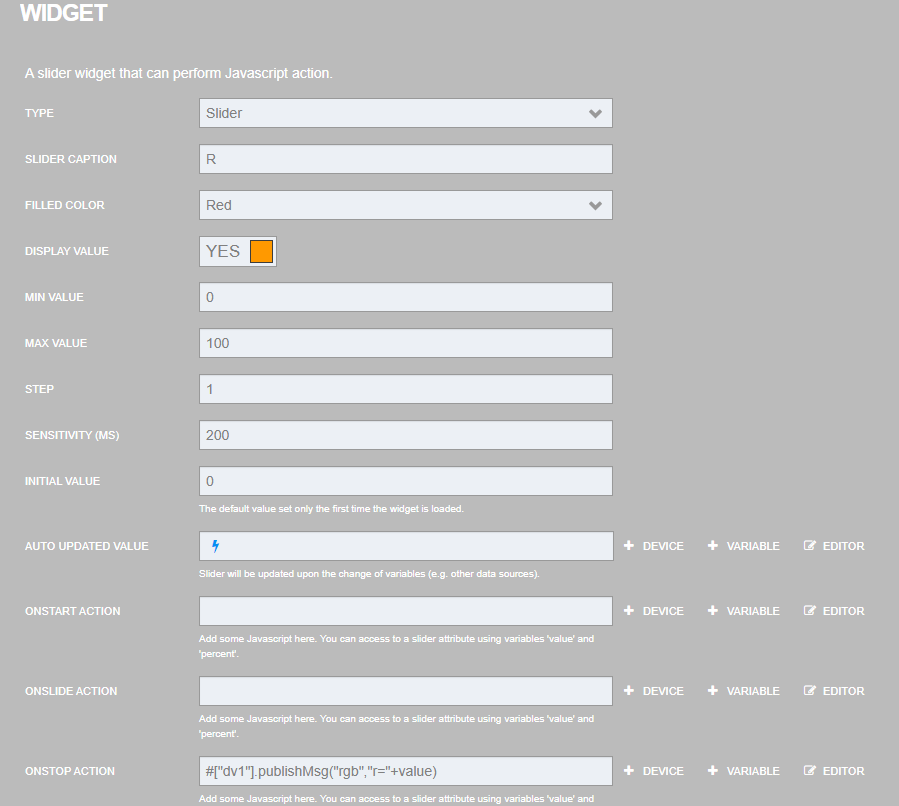 WIDGET
A slider widget that can perform Javascript action.
TYPE Slider
SLIDER CAPTION R
FILLED COLOR Red
DISPLAY VALUE YES
MIN VALUE 0
MAX VALUE 100
STEP 1
SENSITIVITY (MS) 200
INITIAL VALUE 0
The default value set only the first time the widget is loaded.
AUTO UPDATED VALUE + DEVICE + VARIABLE EDITOR
Slider will be updated upon the change of variables (e.g. other data sources).
ONSTART ACTION + DEVICE + VARIABLE EDITOR
Add some Javascript here. You can access to a slider attribute using variables 'value' and
'percent'.
ONSLIDE ACTION + DEVICE + VARIABLE EDITOR
Add some Javascript here. You can access to a slider attribute using variables 'value' and
'percent'.
ONSTOP ACTION #["dv1"].publishMsg("rgb","r="+value) + DEVICE + VARIABLE EDITOR
Add some Javascript here. You can access to a slider attribute using variables 'value' and